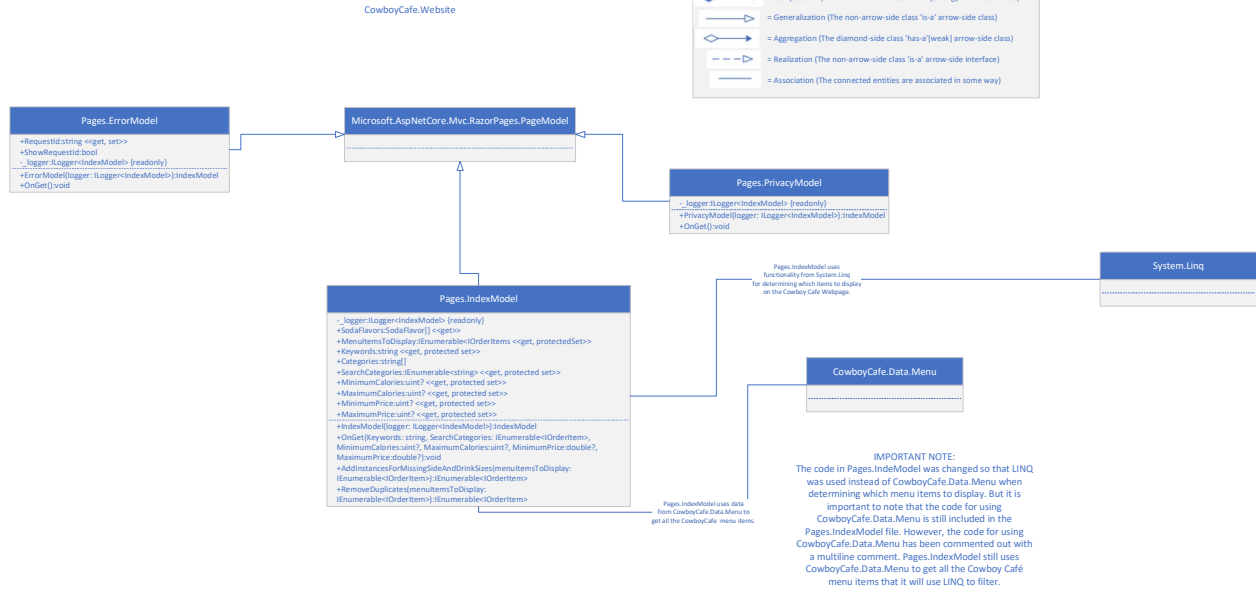 CowboyCafe.Website
= Generalization (The non-arrow-side class 'is-a' arrow-side class)
= Aggregation (The diamond-side class 'has-a'[weak] arrow-side class)
= Realization (The non-arrow-side class 'is-a' arrow-side interface)
= Association (The connected entities are associated in some way)
Pages.ErrorModel
+RequestId:string <<get, set>>
+ShowRequestId:bool
-_logger:ILogger<IndexModel> {readonly}
+ErrorModel(logger: ILogger<IndexModel>):IndexModel
+OnGet():void
Microsoft.AspNetCore.Mvc.RazorPages.PageModel
Pages.PrivacyModel
-_logger:ILogger<IndexModel> {readonly}
+PrivacyModel(logger: ILogger<IndexModel>):IndexModel
+OnGet():void
Pages.IndexModel uses
functionality from System.Linq
for determining which items to display
on the Cowboy Cafe Webpage.
System.Linq
Pages.IndexModel
-_logger:ILogger<IndexModel> {readonly}
+SodaFlavors:SodaFlavor[] <<get>>
+MenuItemsToDisplay:IEnumerable<IOrderItems <<get, protectedSet>>
+Keywords:string <<get, protected set>>
+Categories:string[]
+SearchCategories:IEnumerable<string> <<get, protected set>>
+MinimumCalories:uint? <<get, protected set>>
+MaximumCalories:uint? <<get, protected set>>
+MinimumPrice:uint? <<get, protected set>>
+MaximumPrice:uint? <<get, protected set>>
+IndexModel(logger: ILogger<IndexModel>):IndexModel
+OnGet(Keywords: string, SearchCategories: IEnumerable<IOrderItem>,
MinimumCalories:uint?, MaximumCalories:uint?, MinimumPrice:double?,
MaximumPrice:double?):void
+AddInstancesForMissingSideAndDrinkSizes(menuItemsToDisplay:
IEnumerable<IOrderItem>):IEnumerable<IOrderItem>
+RemoveDuplicates(menuItemsToDisplay:
IEnumerable<IOrderItem>):IEnumerable<IOrderItem>
CowboyCafe.Data.Menu
Pages.IndexModel uses data
from CowboyCafe.Data.Menu to
get all the CowboyCafe menu items.
IMPORTANT NOTE:
The code in Pages.IndeModel was changed so that LINQ
was used instead of CowboyCafe.Data.Menu when
determining which menu items to display. But it is
important to note that the code for using
CowboyCafe.Data.Menu is still included in the
Pages.IndexModel file. However, the code for using
CowboyCafe.Data.Menu has been commented out with
a multiline comment. Pages.IndexModel still uses
CowboyCafe.Data.Menu to get all the Cowboy Café
menu items that it will use LINQ to filter.